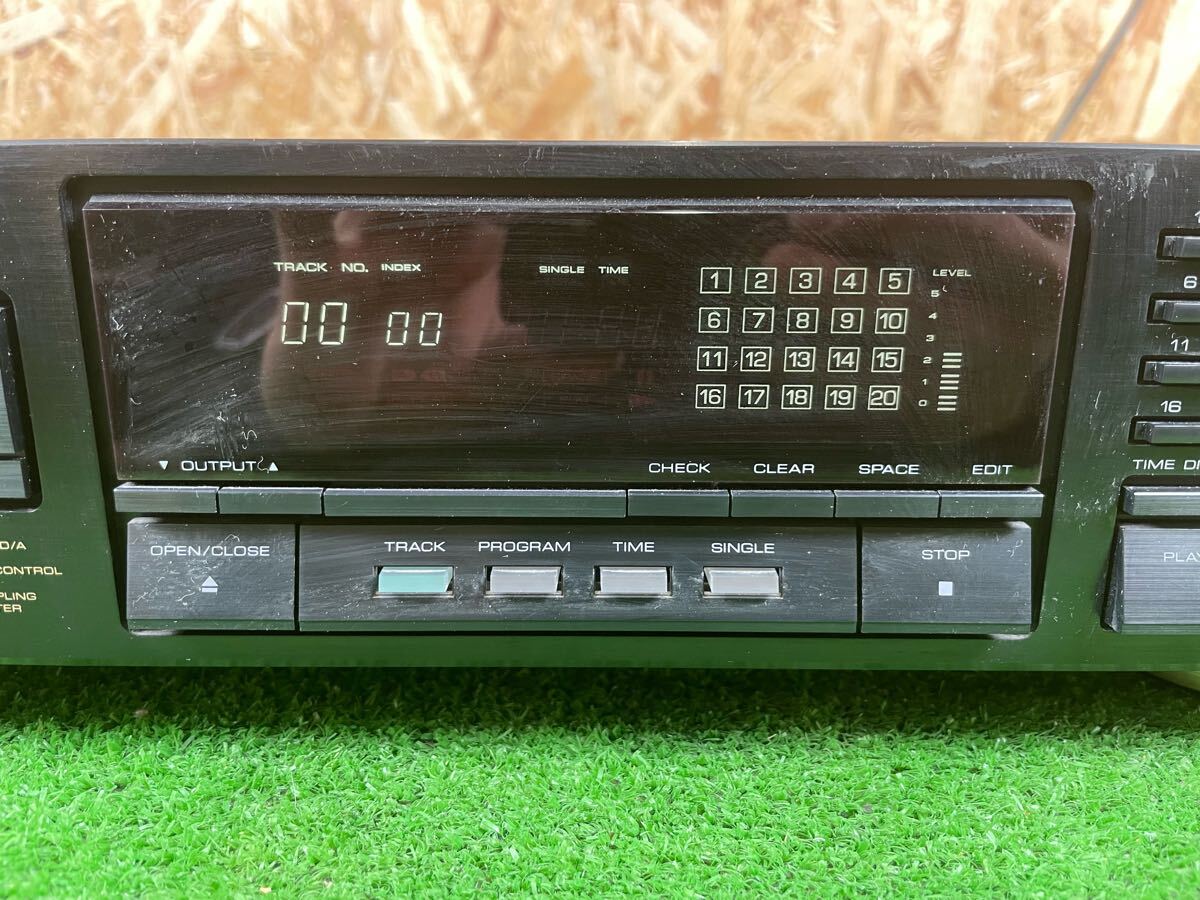 TRACK NO. INDEX SINGLE TIME
00 00
1 2 3 4 5
6 7 8 9 10
11 12 13 14 15
16 17 18 19 20
LEVEL
5
4
3
2
1
0
▼ OUTPUT ▲ CHECK CLEAR SPACE EDIT
OPEN/CLOSE TRACK PROGRAM TIME SINGLE STOP
6
11
16
TIME
D/A
CONTROL